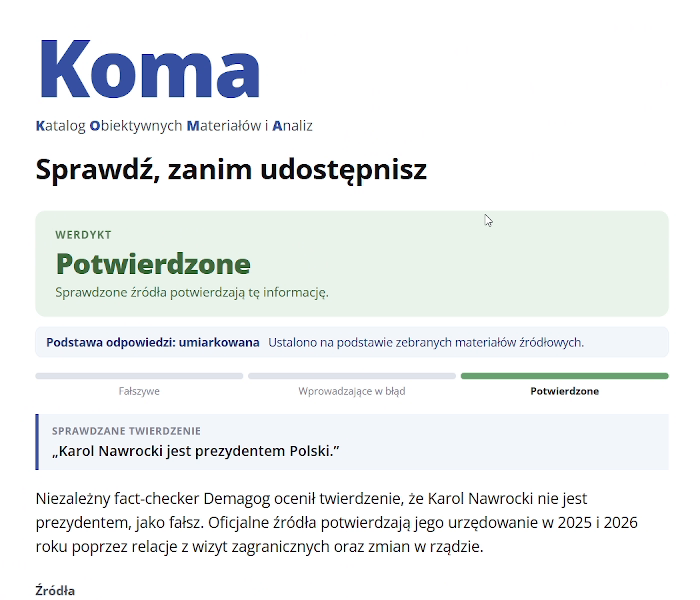 Koma
Katalog Obiektywnych Materiałów i Analiz
Sprawdź, zanim udostępnisz
WERDYKT
Potwierdzone
Sprawdzone źródła potwierdzają tę informację.
Podstawa odpowiedzi: umiarkowana Ustalono na podstawie zebranych materiałów źródłowych.
Fałszywe Wprowadzające w błąd Potwierdzone
SPRAWDZANE TWIERDZENIE
„Karol Nawrocki jest prezydentem Polski.”
Niezależny fact-checker Demagog ocenił twierdzenie, że Karol Nawrocki nie jest
prezydentem, jako fałsz. Oficjalne źródła potwierdzają jego urzędowanie w 2025 i 2026
roku poprzez relacje z wizyt zagranicznych oraz zmian w rządzie.
Źródła